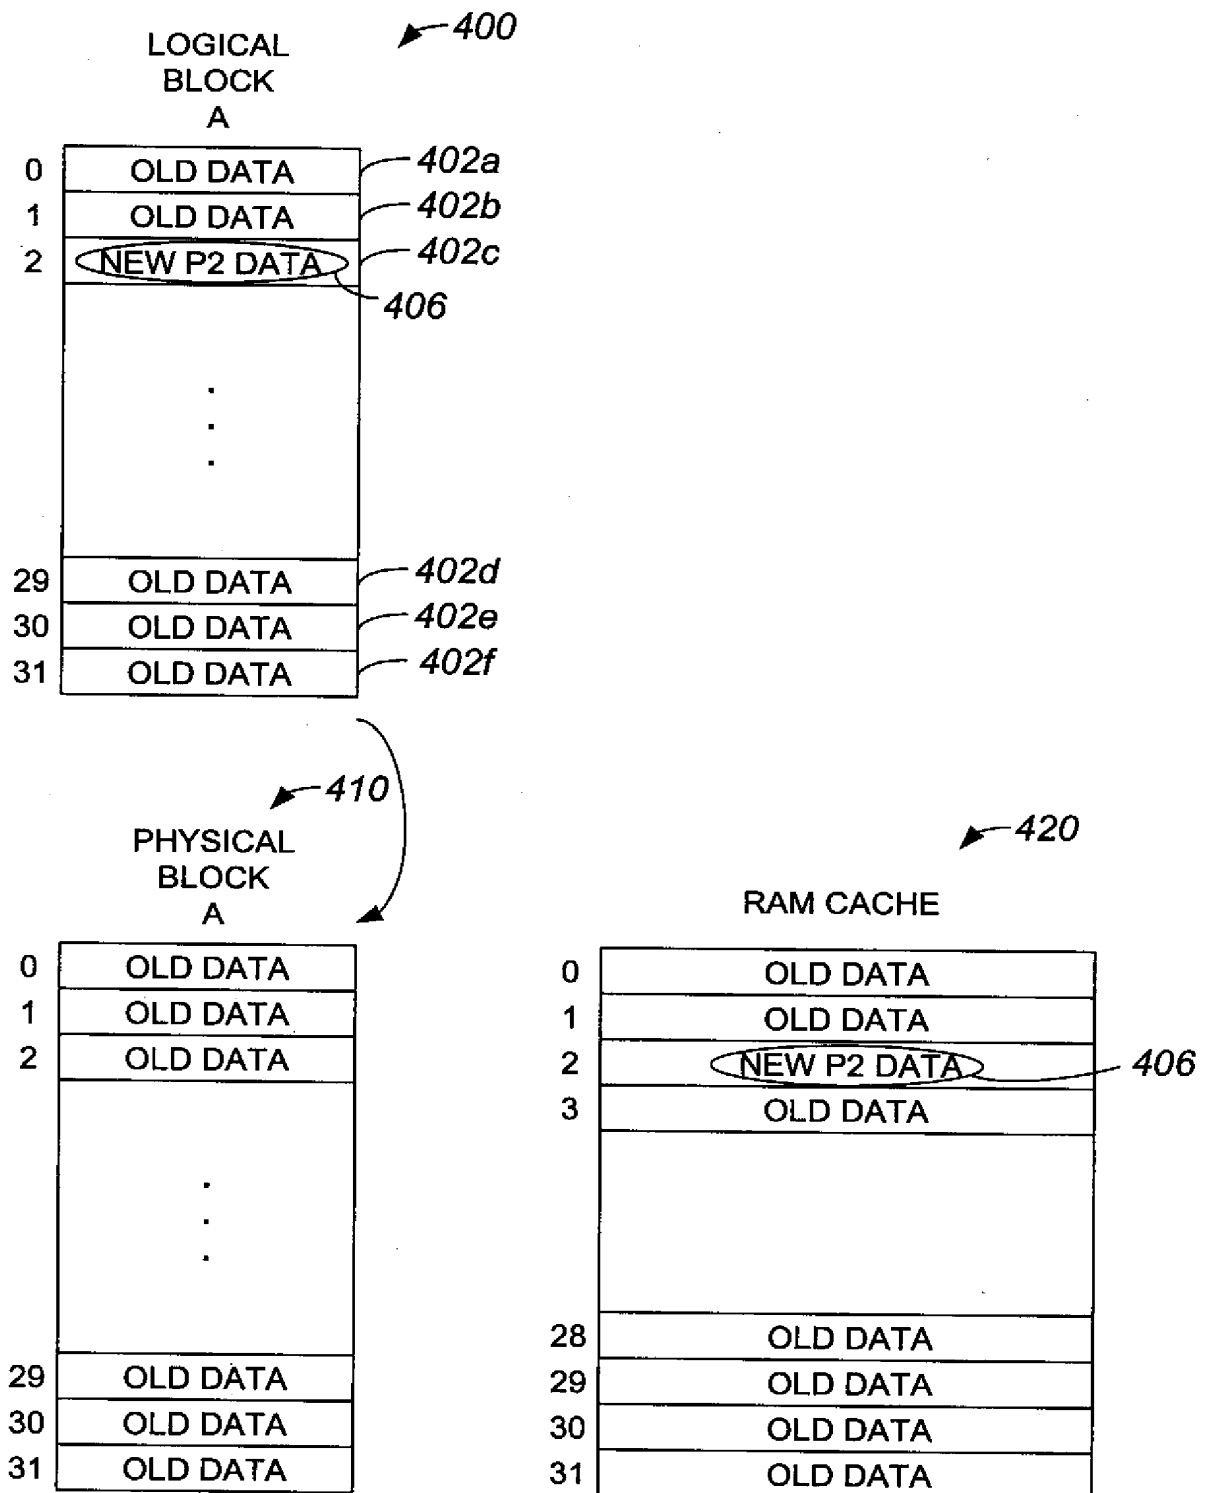 400
LOGICAL
BLOCK
A
0 OLD DATA 402a
1 OLD DATA 402b
2 NEW P2 DATA 402c
406
.
.
.
29 OLD DATA 402d
30 OLD DATA 402e
31 OLD DATA 402f
410
PHYSICAL
BLOCK
A
0 OLD DATA
1 OLD DATA
2 OLD DATA
.
.
.
29 OLD DATA
30 OLD DATA
31 OLD DATA
420
RAM CACHE
0 OLD DATA
1 OLD DATA
2 NEW P2 DATA 406
3 OLD DATA
28 OLD DATA
29 OLD DATA
30 OLD DATA
31 OLD DATA